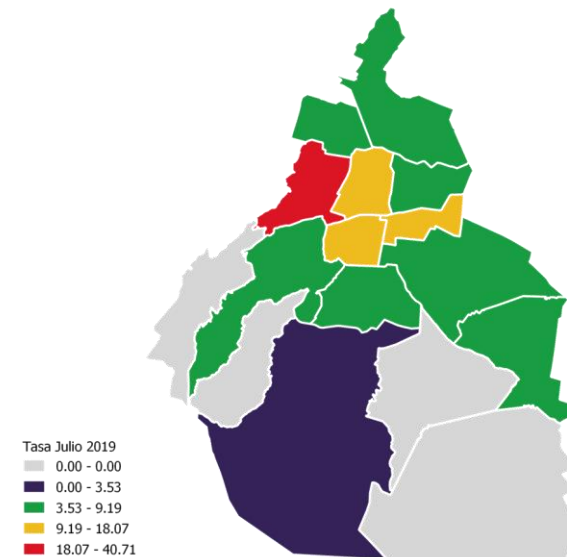 Tasa Julio 2019
0.00 - 0.00
0.00 - 3.53
3.53 - 9.19
9.19 - 18.07
18.07 - 40.71